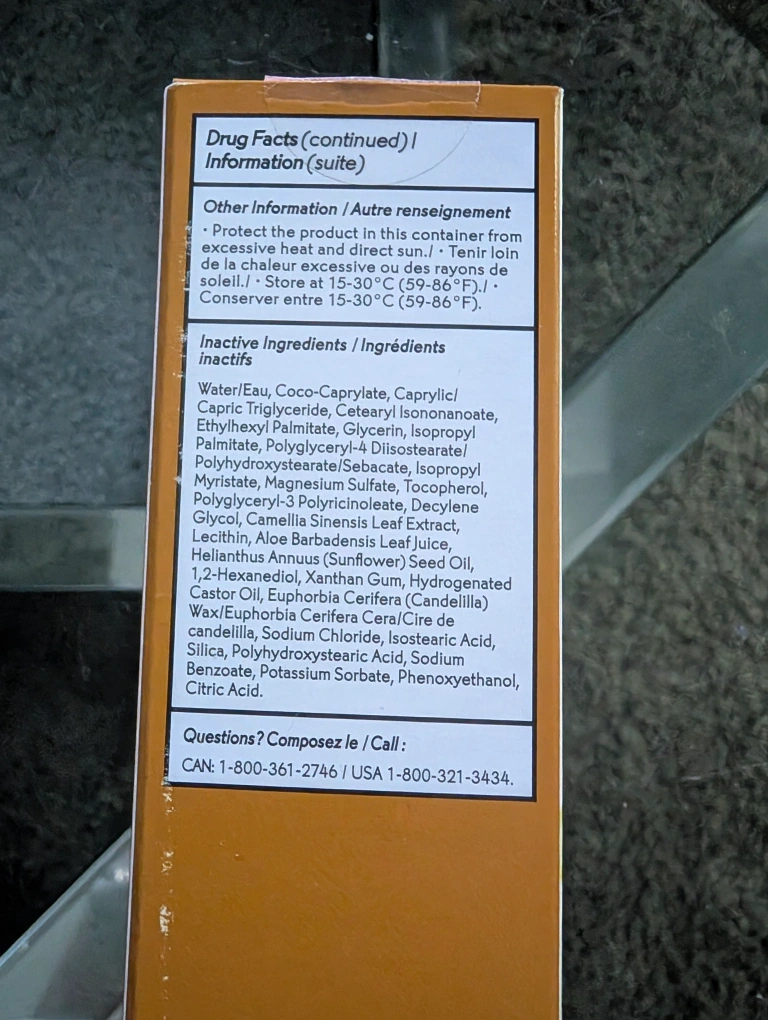 Drug Facts (continued) /
Information (suite)
Other Information / Autre renseignement
• Protect the product in this container from
excessive heat and direct sun./ • Tenir loin
de la chaleur excessive ou des rayons de
soleil./ • Store at 15-30°C (59-86°F)./ •
Conserver entre 15-30°C (59-86°F).
Inactive Ingredients / Ingrédients
inactifs
Water/Eau, Coco-Caprylate, Caprylic/
Capric Triglyceride, Cetearyl Isononanoate,
Ethylhexyl Palmitate, Glycerin, Isopropyl
Palmitate, Polyglyceryl-4 Diisostearate/
Polyhydroxystearate/Sebacate, Isopropyl
Myristate, Magnesium Sulfate, Tocopherol,
Polyglyceryl-3 Polyricinoleate, Decylene
Glycol, Camellia Sinensis Leaf Extract,
Lecithin, Aloe Barbadensis Leaf Juice,
Helianthus Annuus (Sunflower) Seed Oil,
1,2-Hexanediol, Xanthan Gum, Hydrogenated
Castor Oil, Euphorbia Cerifera (Candelilla)
Wax/Euphorbia Cerifera Cera/Cire de
candelilla, Sodium Chloride, Isostearic Acid,
Silica, Polyhydroxystearic Acid, Sodium
Benzoate, Potassium Sorbate, Phenoxyethanol,
Citric Acid.
Questions? Composez le / Call :
CAN: 1-800-361-2746 / USA 1-800-321-3434.